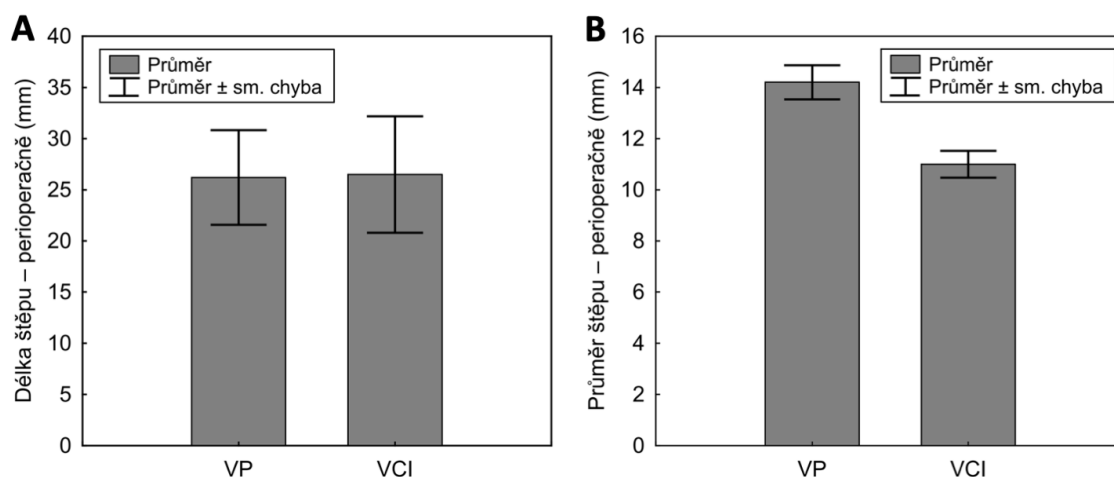 A
Délka štěpu – perioperačně (mm)
40
35
30
25
20
15
10
5
0
Průměr
Průměr ± sm. chyba
VP
VCI
B
Průměr štěpu – perioperačně (mm)
16
14
12
10
8
6
4
2
0
Průměr
Průměr ± sm. chyba
VP
VCI